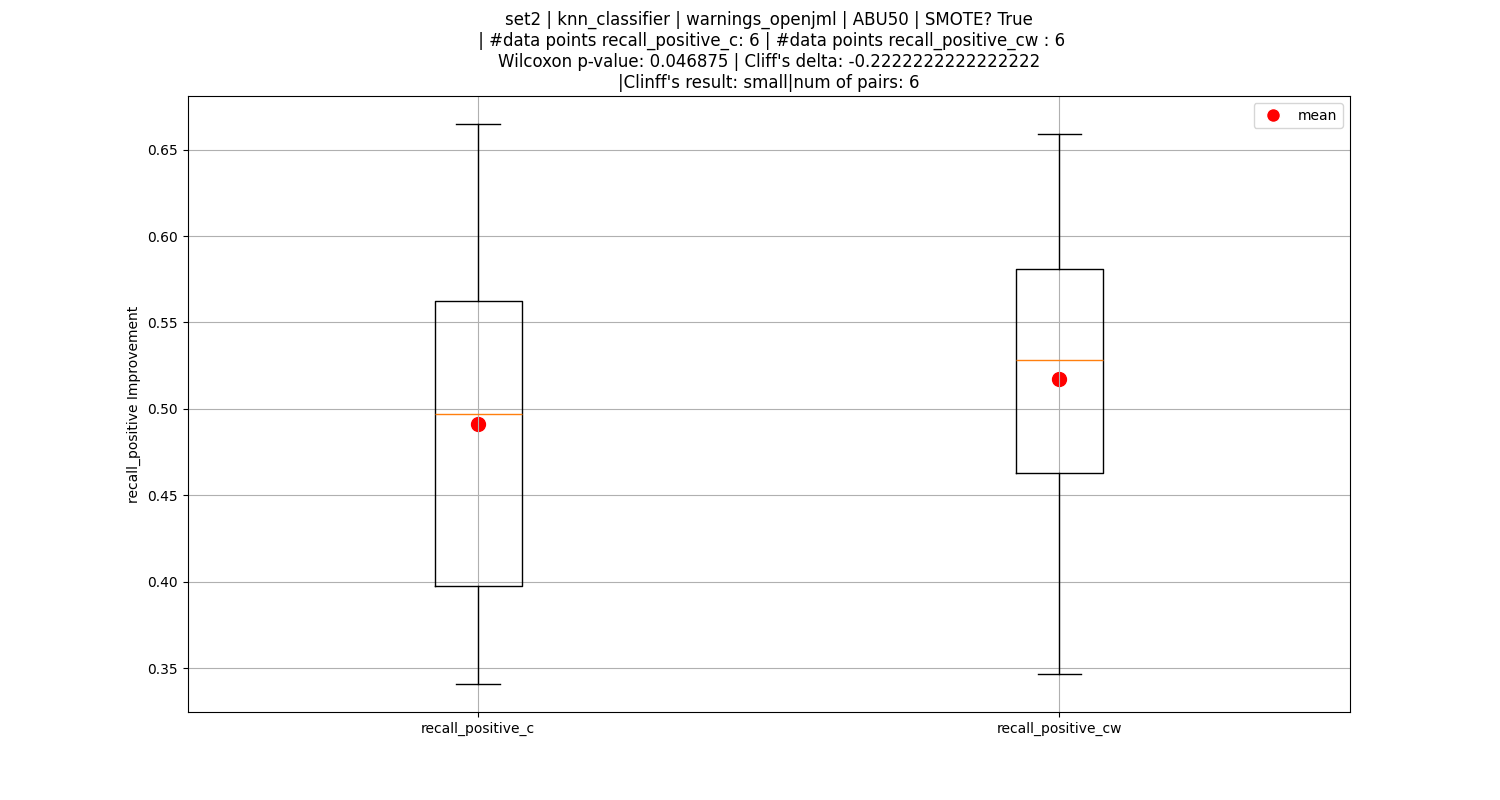 set2 | knn_classifier | warnings_openjml | ABU50 | SMOTE? True
| #data points recall_positive_c: 6 | #data points recall_positive_cw : 6
Wilcoxon p-value: 0.046875 | Cliff's delta: -0.2222222222222222
|Clinff's result: small|num of pairs: 6
mean
0.65
0.60
0.55
0.50
0.45
0.40
0.35
recall_positive Improvement
recall_positive_c
recall_positive_cw